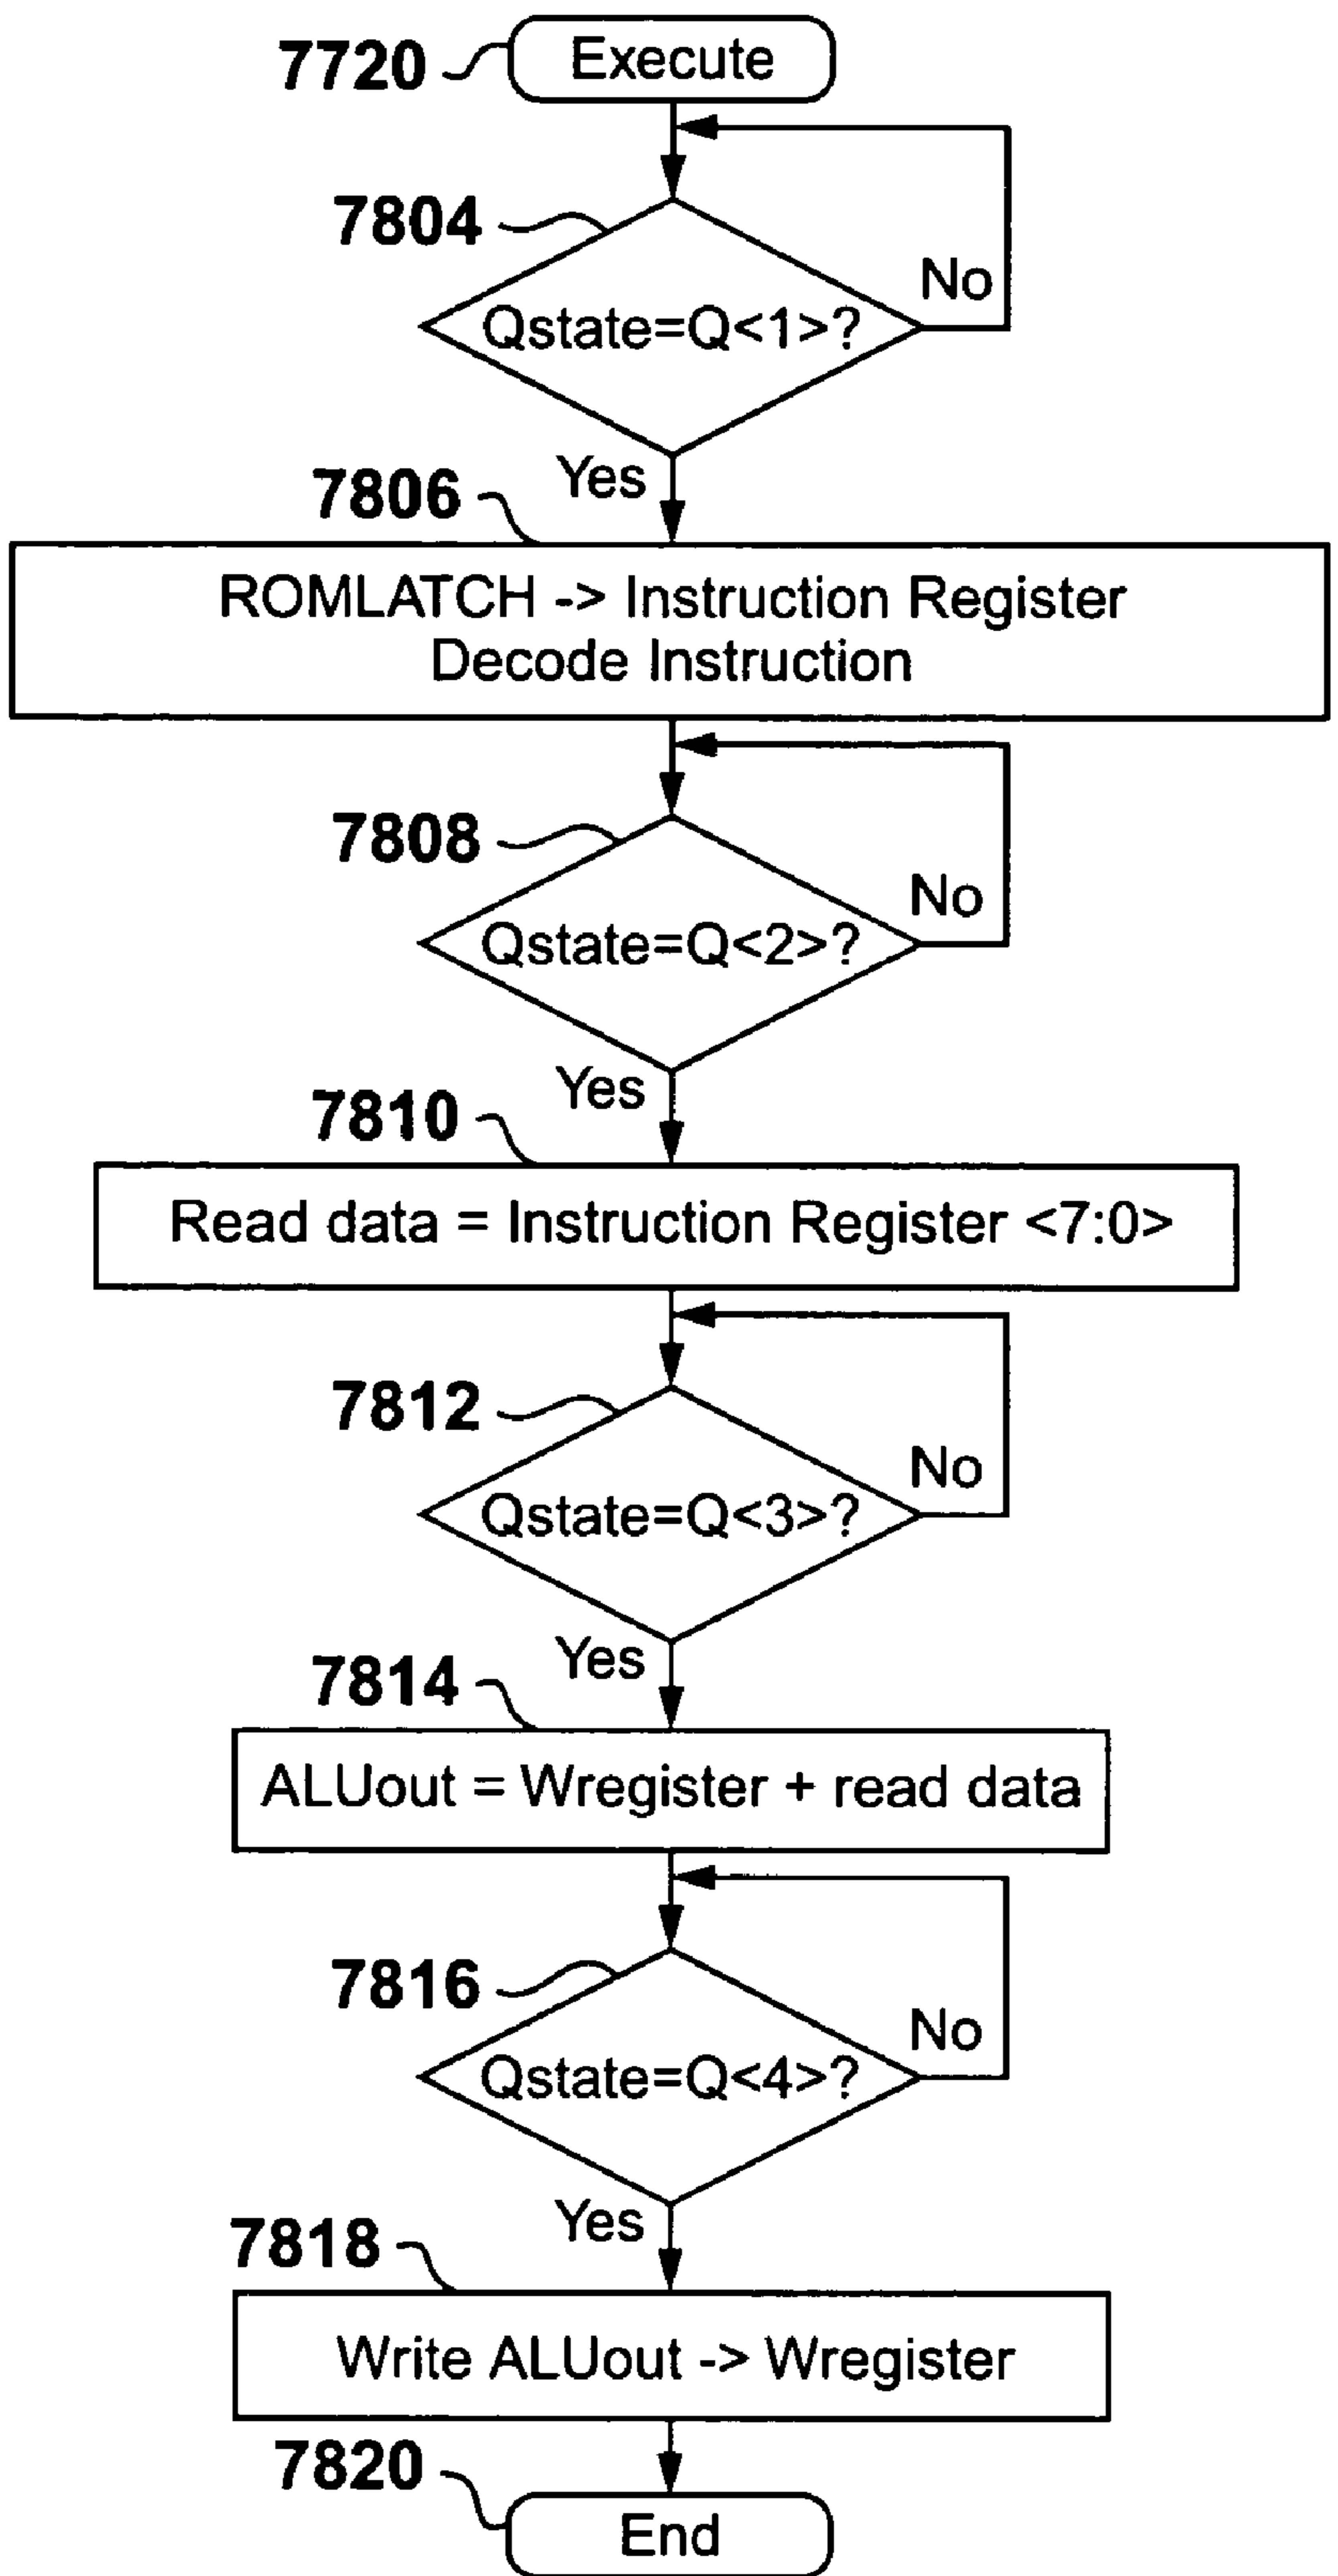 7720
Execute
7804
No
Qstate=Q<1>?
Yes
7806
ROMLATCH -> Instruction Register
Decode Instruction
7808
No
Qstate=Q<2>?
Yes
7810
Read data = Instruction Register <7:0>
7812
No
Qstate=Q<3>?
Yes
7814
ALUout = Wregister + read data
7816
No
Qstate=Q<4>?
Yes
7818
Write ALUout -> Wregister
7820
End